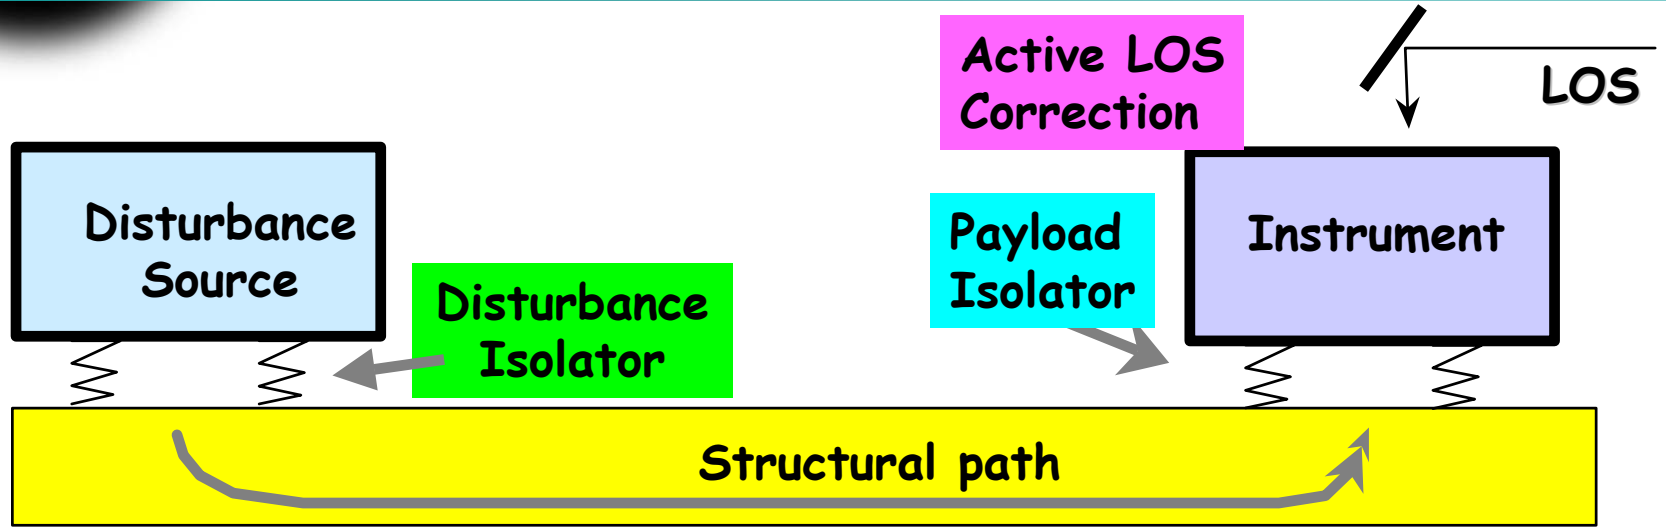 Active LOS
Correction
LOS
Disturbance
Source
Payload
Isolator
Instrument
Disturbance
Isolator
Structural path